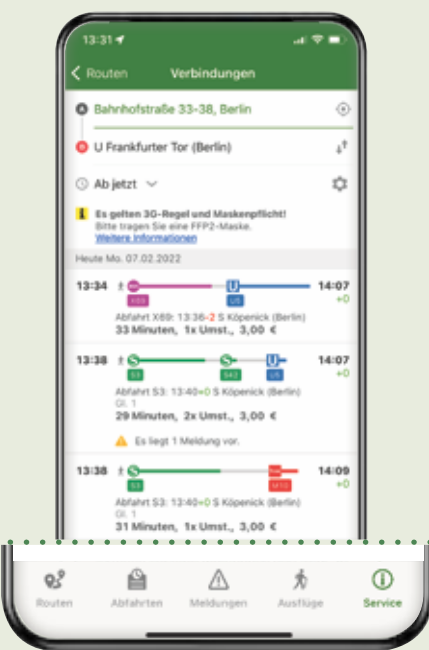 13:31
Routen Verbindungen
A Bahnhofstraße 33-38, Berlin
B U Frankfurter Tor (Berlin)
Ab jetzt
Es gelten 3G-Regel und Maskenpflicht!
Bitte tragen Sie eine FFP2-Maske.
Weitere Informationen
Heute Mo. 07.02.2022
13:34 BUS U 14:07
X69 U5 +0
Abfahrt X69: 13:36-2 S Köpenick (Berlin)
33 Minuten, 1x Umst., 3,00 €
13:38 S S U 14:07
S3 S42 U5 +0
Abfahrt S3: 13:40+0 S Köpenick (Berlin)
Gl. 1
29 Minuten, 2x Umst., 3,00 €
Es liegt 1 Meldung vor.
13:38 S 14:09
S3 M10 +0
Abfahrt S3: 13:40+0 S Köpenick (Berlin)
Gl. 1
31 Minuten, 1x Umst., 3,00 €
Routen Abfahrten Meldungen Ausflüge Service